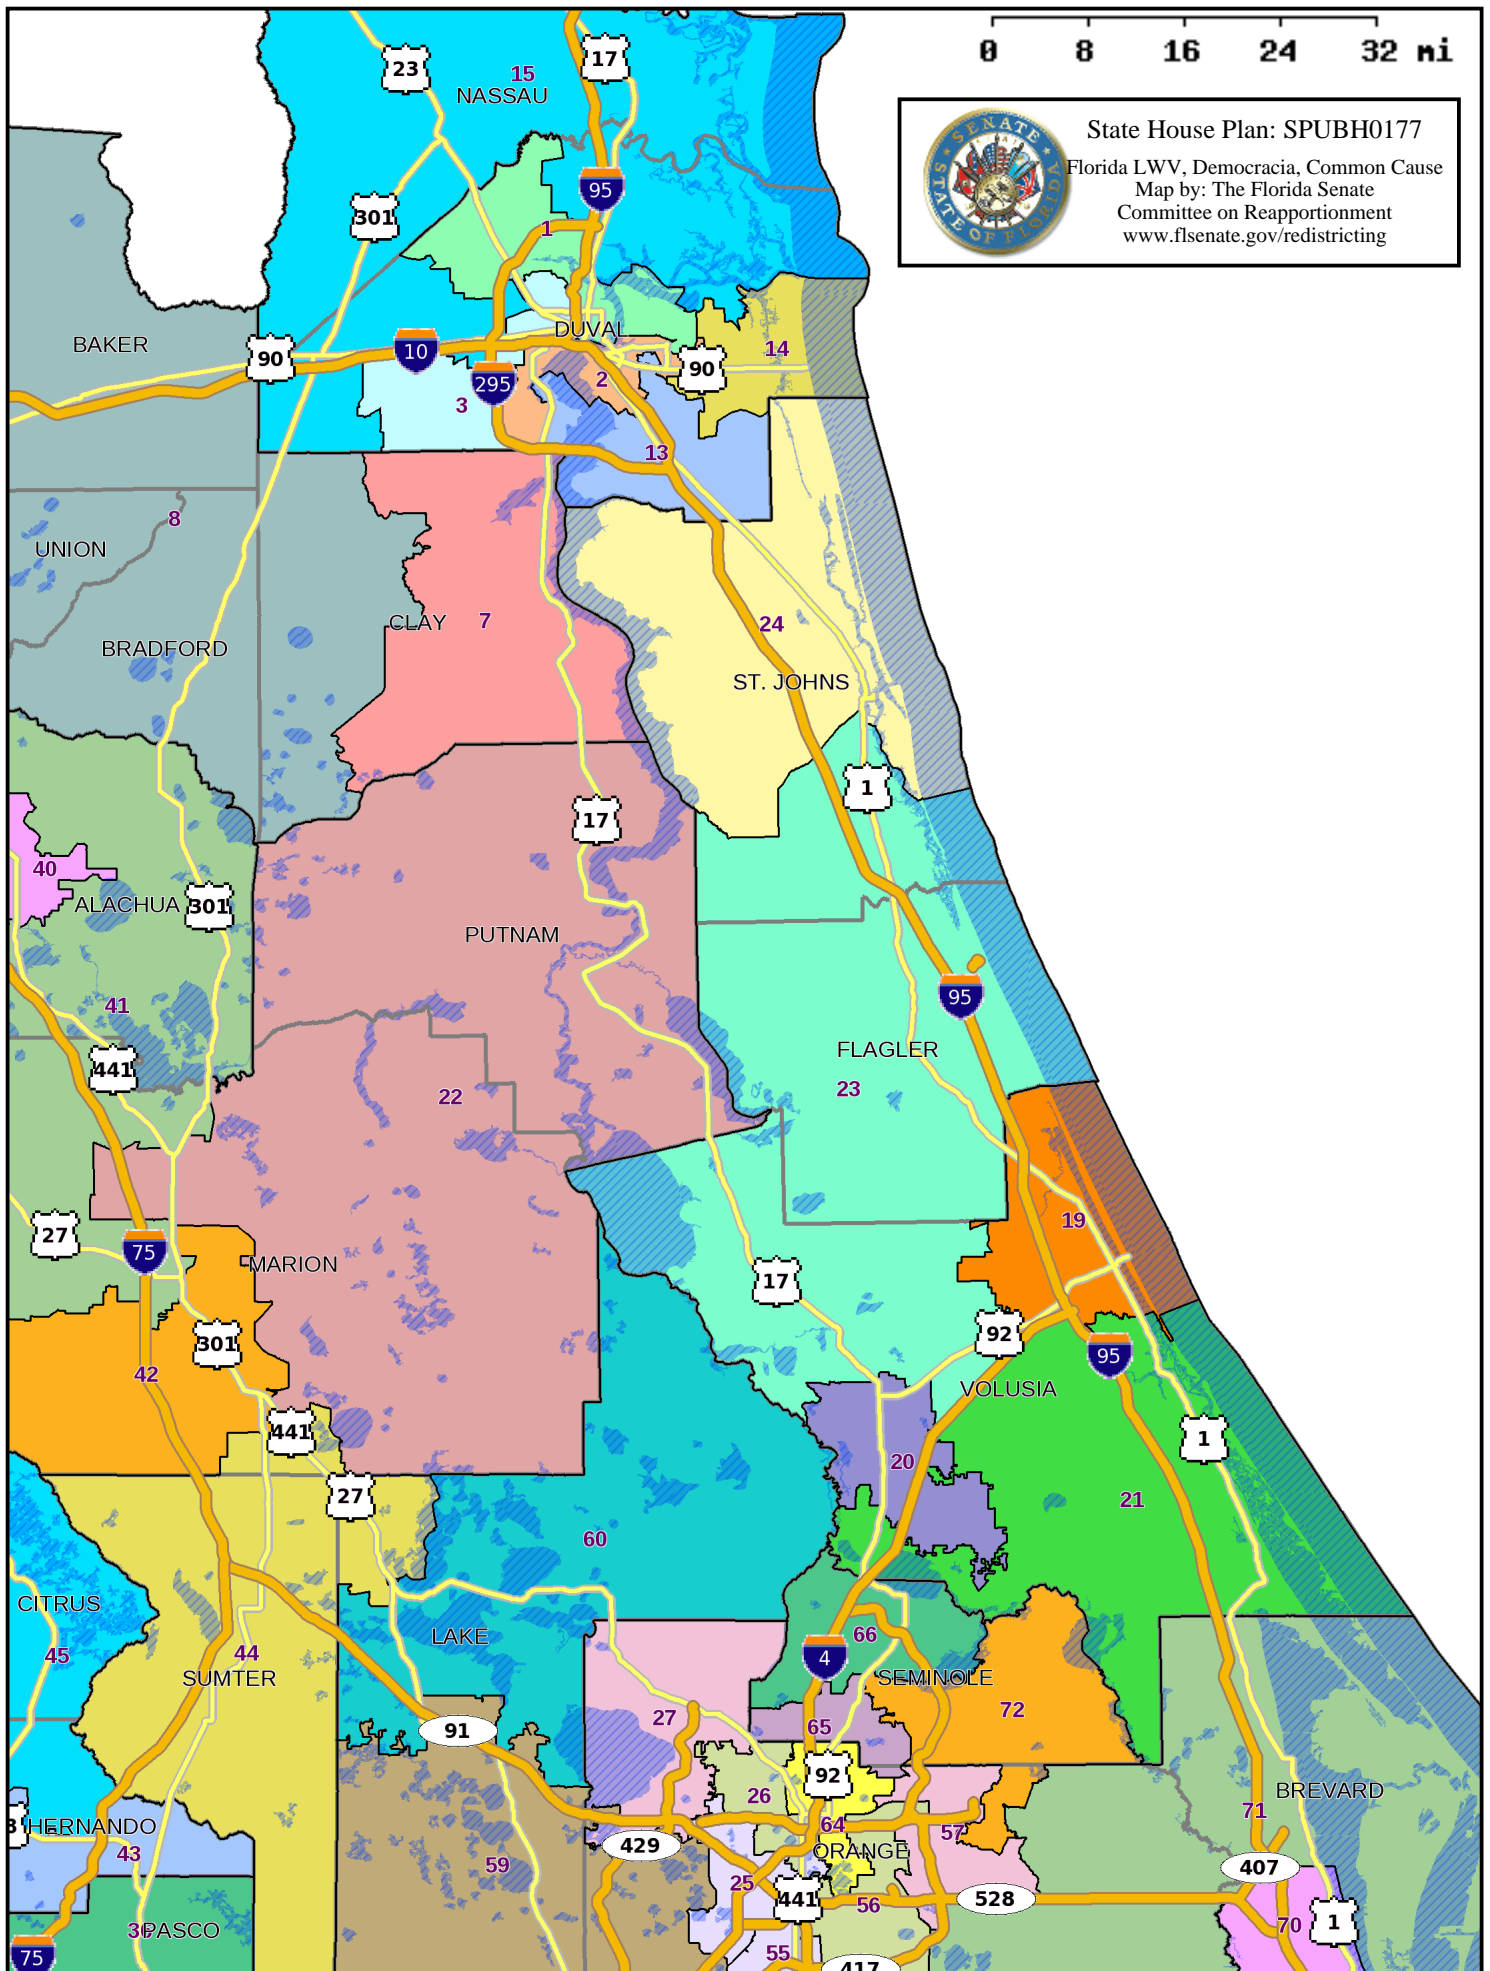 0 8 16 24 32 mi
SENATE
STATE OF FLORIDA
State House Plan: SPUBH0177
Florida LWV, Democracia, Common Cause
Map by: The Florida Senate
Committee on Reapportionment
www.flsenate.gov/redistricting
23
17
15
NASSAU
95
301
1
DUVAL
BAKER
90
10
295
90
14
2
3
13
8
UNION
CLAY
7
24
BRADFORD
ST. JOHNS
1
17
40
ALACHUA
301
PUTNAM
41
95
441
FLAGLER
22
23
27
75
MARION
19
17
301
92
95
42
VOLUSIA
441
1
20
27
21
60
CITRUS
LAKE
66
45
44
SUMTER
4
SEMINOLE
72
27
65
91
92
26
BREVARD
71
HERNANDO
64
57
43
429
ORANGE
59
407
25
441
56
528
1
70
PASCO
55
75
417